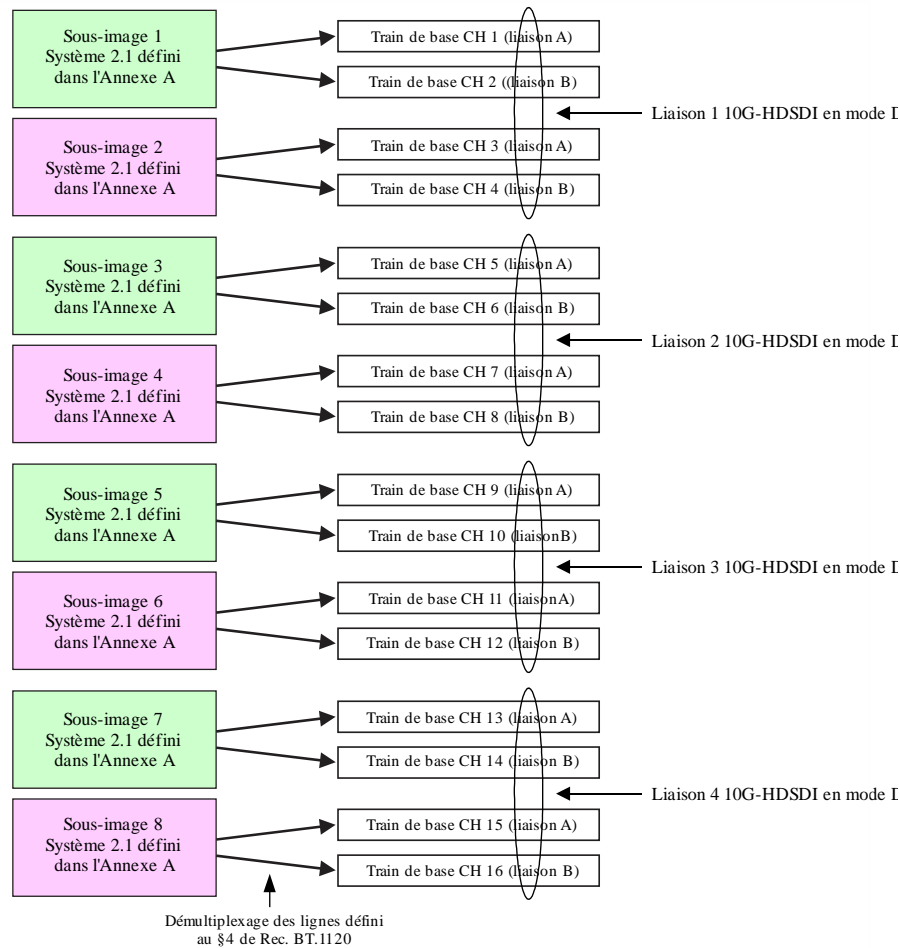 Sous-image 1
Système 2.1 défini
dans l'Annexe A
Train de base CH 1 (liaison A)
Train de base CH 2 ((liaison B)
Liaison 1 10G-HDSDI en mode D
Sous-image 2
Système 2.1 défini
dans l'Annexe A
Train de base CH 3 (liaison A)
Train de base CH 4 (liaison B)
Sous-image 3
Système 2.1 défini
dans l'Annexe A
Train de base CH 5 (liaison A)
Train de base CH 6 (liaison B)
Liaison 2 10G-HDSDI en mode D
Sous-image 4
Système 2.1 défini
dans l'Annexe A
Train de base CH 7 (liaison A)
Train de base CH 8 (liaison B)
Sous-image 5
Système 2.1 défini
dans l'Annexe A
Train de base CH 9 (liaison A)
Train de base CH 10 (liaisonB)
Liaison 3 10G-HDSDI en mode D
Sous-image 6
Système 2.1 défini
dans l'Annexe A
Train de base CH 11 (liaisonA)
Train de base CH 12 (liaison B)
Sous-image 7
Système 2.1 défini
dans l'Annexe A
Train de base CH 13 (liaison A)
Train de base CH 14 (liaison B)
Liaison 4 10G-HDSDI en mode D
Sous-image 8
Système 2.1 défini
dans l'Annexe A
Train de base CH 15 (liaison A)
Train de base CH 16 (liaison B)
Démultiplexage des lignes défini
au §4 de Rec. BT.1120